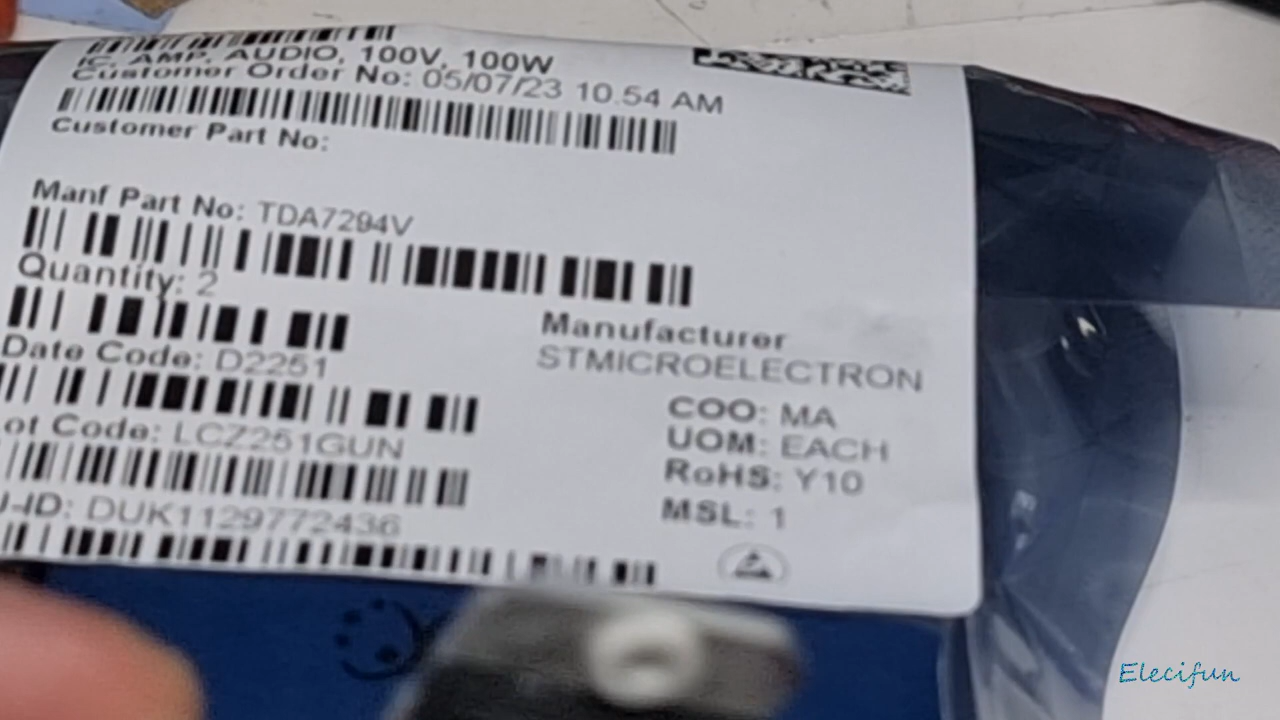 IC, AMP, AUDIO, 100V, 100W
Customer Order No: 05/07/23 10.54 AM
Customer Part No:
Manf Part No: TDA7294V
Quantity: 2
Date Code: D2251
ot Code: LCZ251GUN
-ID: DUK1129772436
Manufacturer
STMICROELECTRON
COO: MA
UOM: EACH
RoHS: Y10
MSL: 1
Elecifun